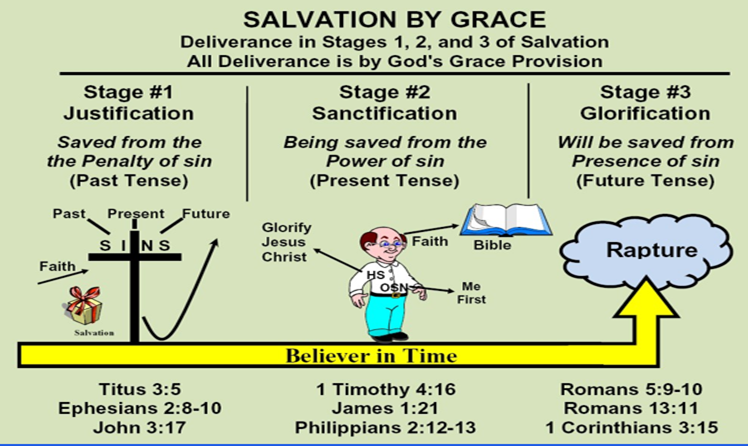 SALVATION BY GRACE
Deliverance in Stages 1, 2, and 3 of Salvation
All Deliverance is by God's Grace Provision
Stage #1
Justification
Saved from the
the Penalty of sin
(Past Tense)
Past Present Future
S I N S
Faith
Salvation
Titus 3:5
Ephesians 2:8-10
John 3:17
Stage #2
Sanctification
Being saved from the
Power of sin
(Present Tense)
Glorify
Jesus
Christ
Faith
Bible
HS
OSN
Me
First
1 Timothy 4:16
James 1:21
Philippians 2:12-13
Stage #3
Glorification
Will be saved from
Presence of sin
(Future Tense)
Rapture
Romans 5:9-10
Romans 13:11
1 Corinthians 3:15
Believer in Time